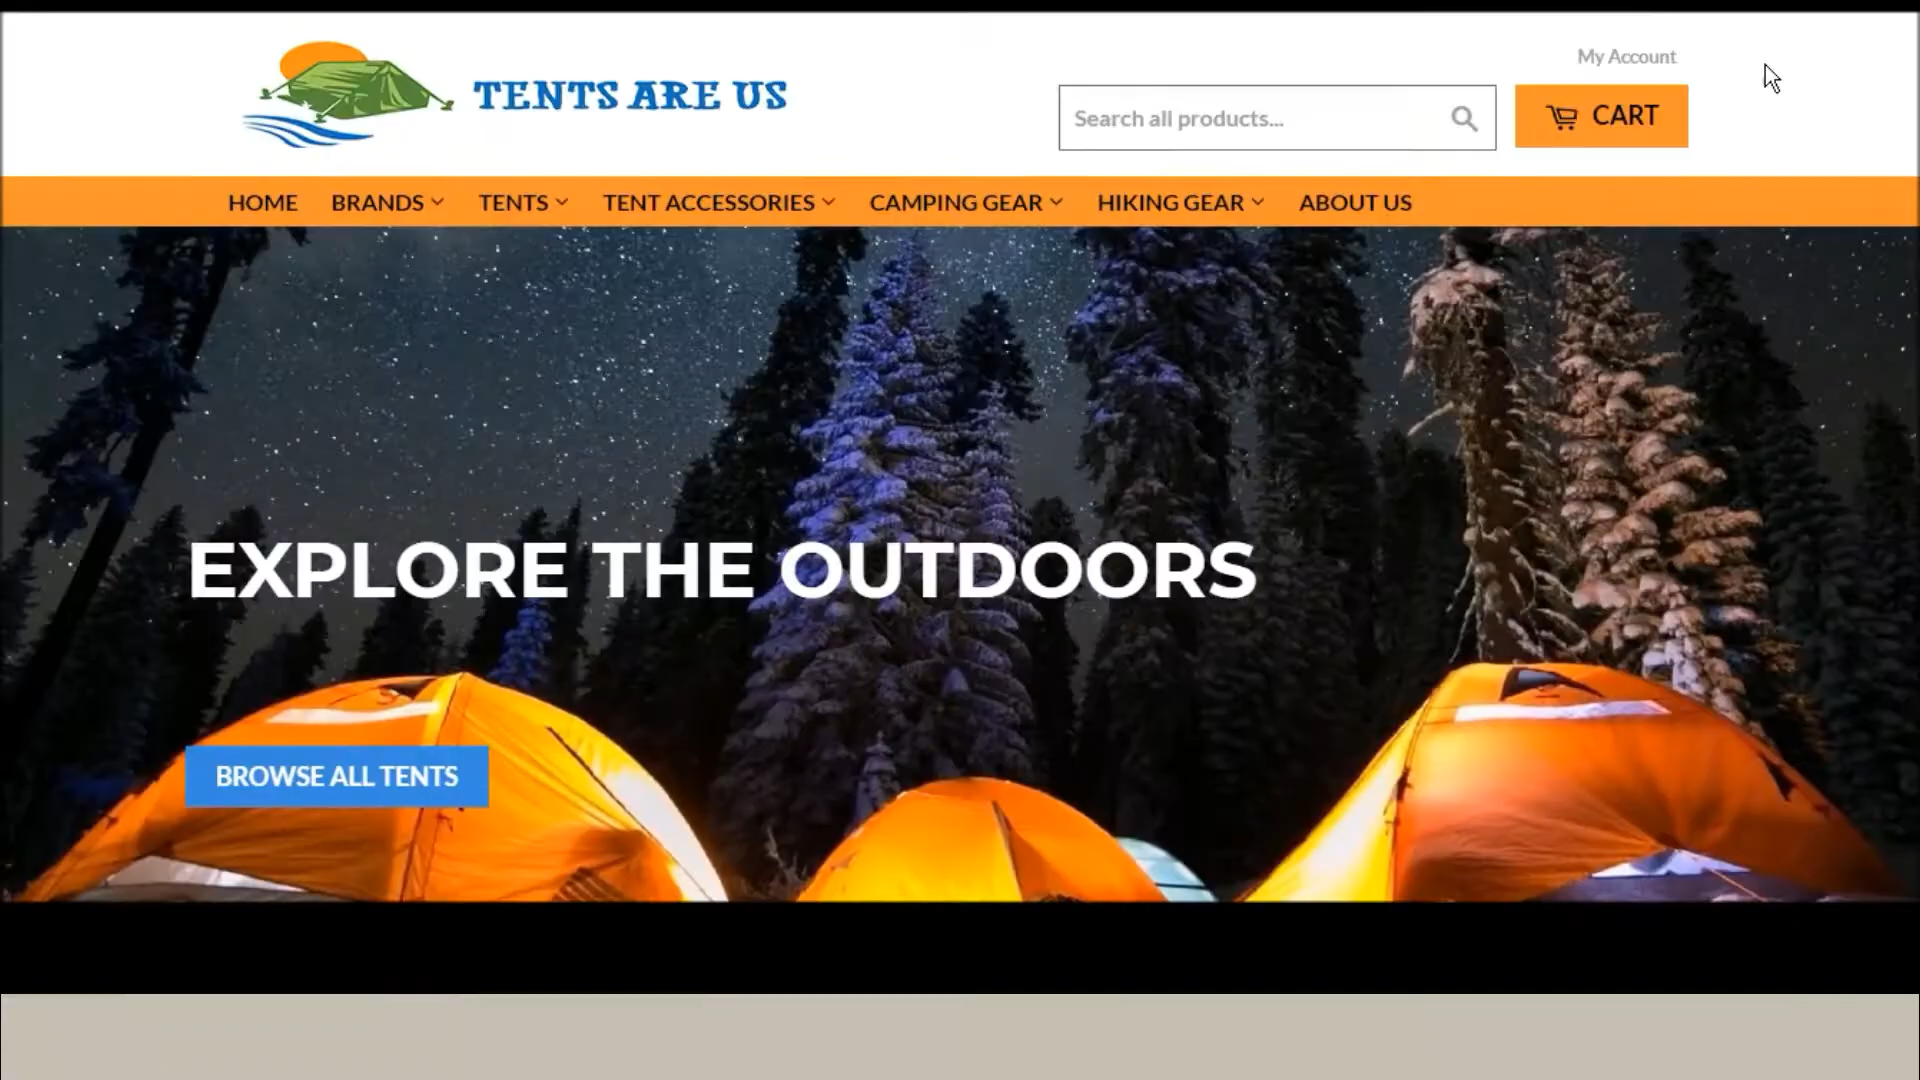 My Account
TENTS ARE US
Search all products...
CART
HOME BRANDS TENTS TENT ACCESSORIES CAMPING GEAR HIKING GEAR ABOUT US
EXPLORE THE OUTDOORS
BROWSE ALL TENTS